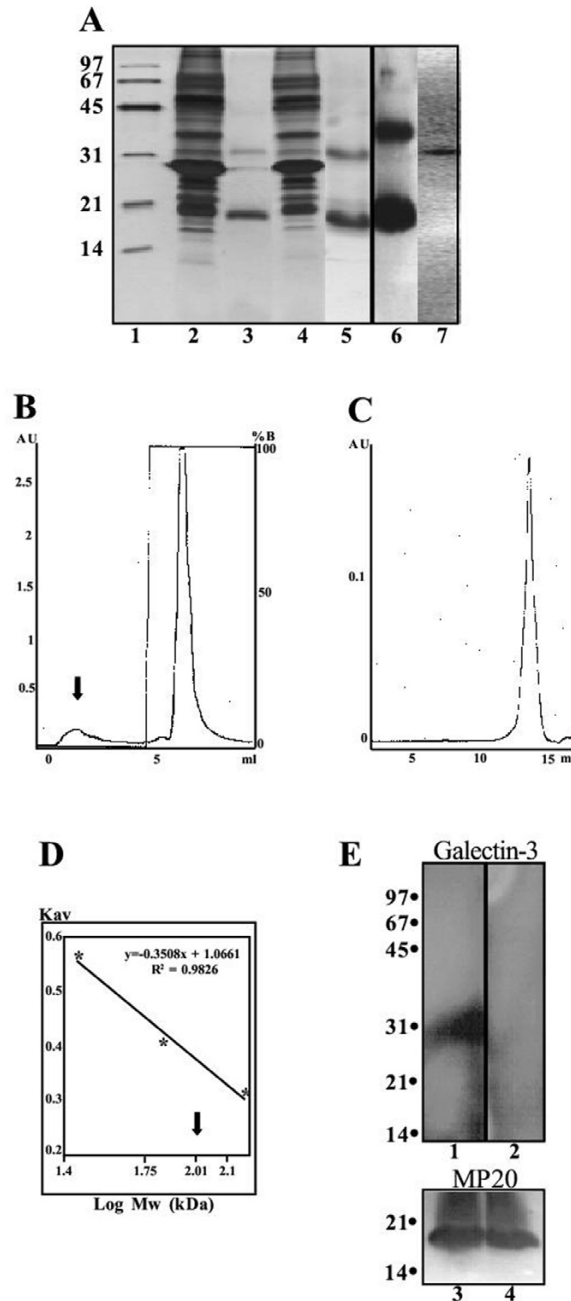 A
97
67
45
31
21
14
1 2 3 4 5 6 7
B
AU
%B
2.5
2
1.5
1
0.5
100
50
0
0 5 ml
C
AU
0.1
0
5 10 15 m
D
Kav
0.6
0.5
0.4
0.3
0.2
y=-0.3508x + 1.0661
R² = 0.9826
* * *
1.4 1.75 2.01 2.1
Log Mw (kDa)
E
Galectin-3
97•
67•
45•
31•
21•
14•
1 2
MP20
21•
14•
3 4